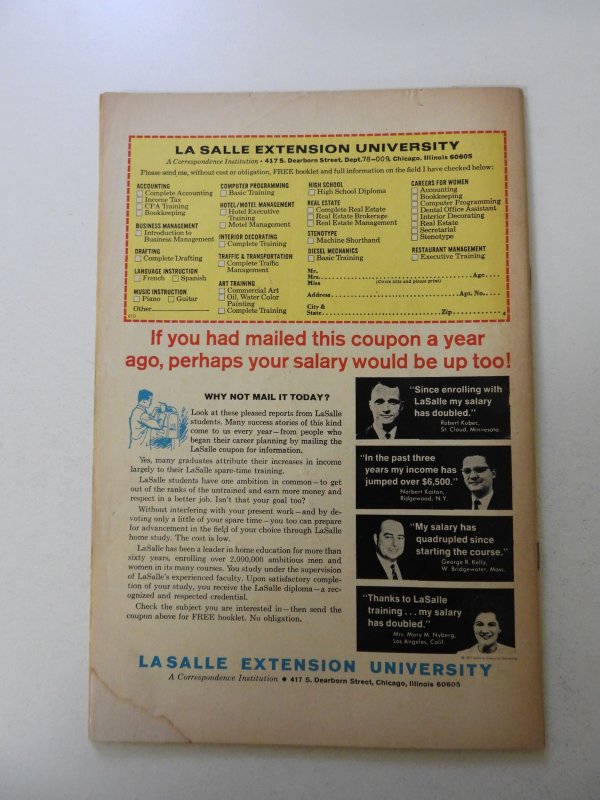 LA SALLE EXTENSION UNIVERSITY
A Correspondence Institution • 417 S. Dearborn Street, Dept. 78-009, Chicago, Illinois 60605
Please send me, without cost or obligation, FREE booklet and full information on the field I have checked below:
ACCOUNTING
Complete Accounting
Income Tax
CPA Training
Bookkeeping
BUSINESS MANAGEMENT
Introduction to
Business Management
DRAFTING
Complete Drafting
LANGUAGE INSTRUCTION
French Spanish
MUSIC INSTRUCTION
Piano Guitar
Other
010
COMPUTER PROGRAMMING
Basic Training
HOTEL/MOTEL MANAGEMENT
Hotel Executive
Training
Motel Management
INTERIOR DECORATING
Complete Training
TRAFFIC & TRANSPORTATION
Complete Traffic
Management
ART TRAINING
Commercial Art
Oil, Water Color
Painting
Complete Training
HIGH SCHOOL
High School Diploma
REAL ESTATE
Complete Real Estate
Real Estate Brokerage
Real Estate Management
STENOTYPE
Machine Shorthand
DIESEL MECHANICS
Basic Training
CAREERS FOR WOMEN
Accounting
Bookkeeping
Computer Programming
Dental Office Assistant
Interior Decorating
Real Estate
Secretarial
Stenotype
RESTAURANT MANAGEMENT
Executive Training
Mr.
Mrs. Age
Miss (Circle title and please print)
Address Apt. No.
City &
State Zip
If you had mailed this coupon a year
ago, perhaps your salary would be up too!
WHY NOT MAIL IT TODAY?
Look at these pleased reports from LaSalle
students. Many success stories of this kind
come to us every year—from people who
began their career planning by mailing the
LaSalle coupon for information.
Yes, many graduates attribute their increases in income
largely to their LaSalle spare-time training.
LaSalle students have one ambition in common—to get
out of the ranks of the untrained and earn more money and
respect in a better job. Isn't that your goal too?
Without interfering with your present work—and by de-
voting only a little of your spare time—you too can prepare
for advancement in the field of your choice through LaSalle
home study. The cost is low.
LaSalle has been a leader in home education for more than
sixty years, enrolling over 2,000,000 ambitious men and
women in its many courses. You study under the supervision
of LaSalle's experienced faculty. Upon satisfactory comple-
tion of your study, you receive the LaSalle diploma—a rec-
ognized and respected credential.
Check the subject you are interested in—then send the
coupon above for FREE booklet. No obligation.
"Since enrolling with
LaSalle my salary
has doubled."
Robert Kuber,
St. Cloud, Minnesota
"In the past three
years my income has
jumped over $6,500."
Norbert Kaitan,
Ridgewood, N.Y.
"My salary has
quadrupled since
starting the course."
George R. Kelly,
W. Bridgewater, Mass.
"Thanks to LaSalle
training...my salary
has doubled."
Mrs. Mary M. Nyberg,
Los Angeles, Calif.
LA SALLE EXTENSION UNIVERSITY
A Correspondence Institution • 417 S. Dearborn Street, Chicago, Illinois 60605